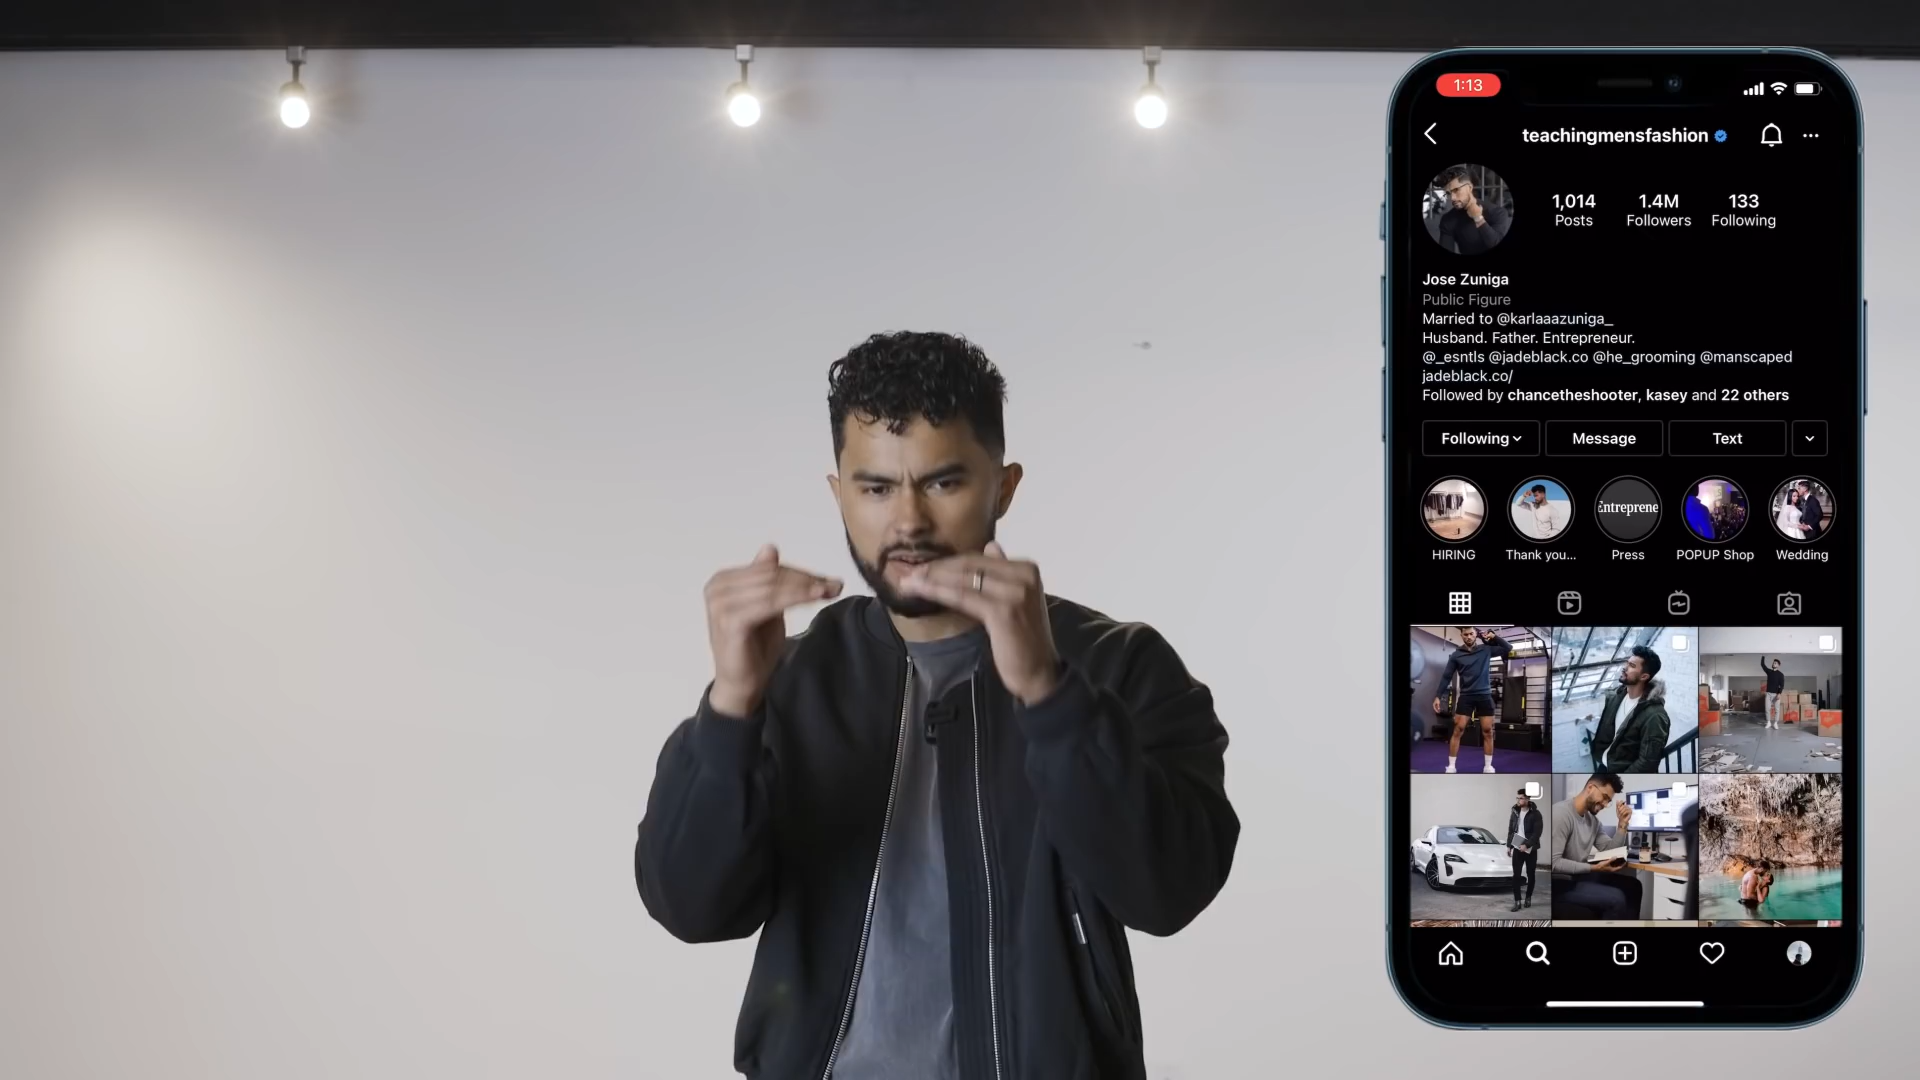 1:13
teachingmensfashion
1,014
Posts
1.4M
Followers
133
Following
Jose Zuniga
Public Figure
Married to @karlaaazuniga_
Husband. Father. Entrepreneur.
@_esntls @jadeblack.co @he_grooming @manscaped
jadeblack.co/
Followed by chancetheshooter, kasey and 22 others
Following
Message
Text
Entreprene
HIRING
Thank you...
Press
POPUP Shop
Wedding